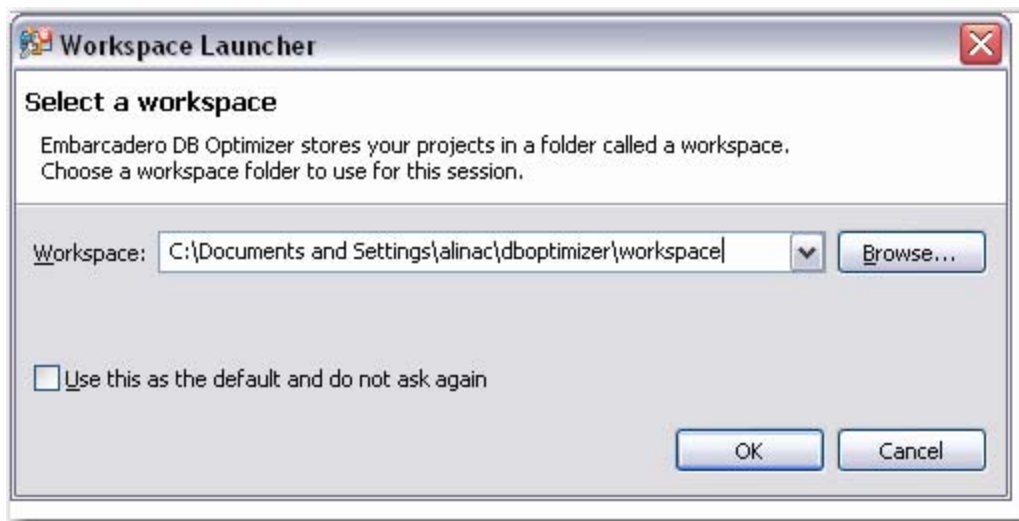 Workspace Launcher
Select a workspace
Embarcadero DB Optimizer stores your projects in a folder called a workspace.
Choose a workspace folder to use for this session.
Workspace: C:\Documents and Settings\alinac\dboptimizer\workspace Browse...
Use this as the default and do not ask again
OK Cancel